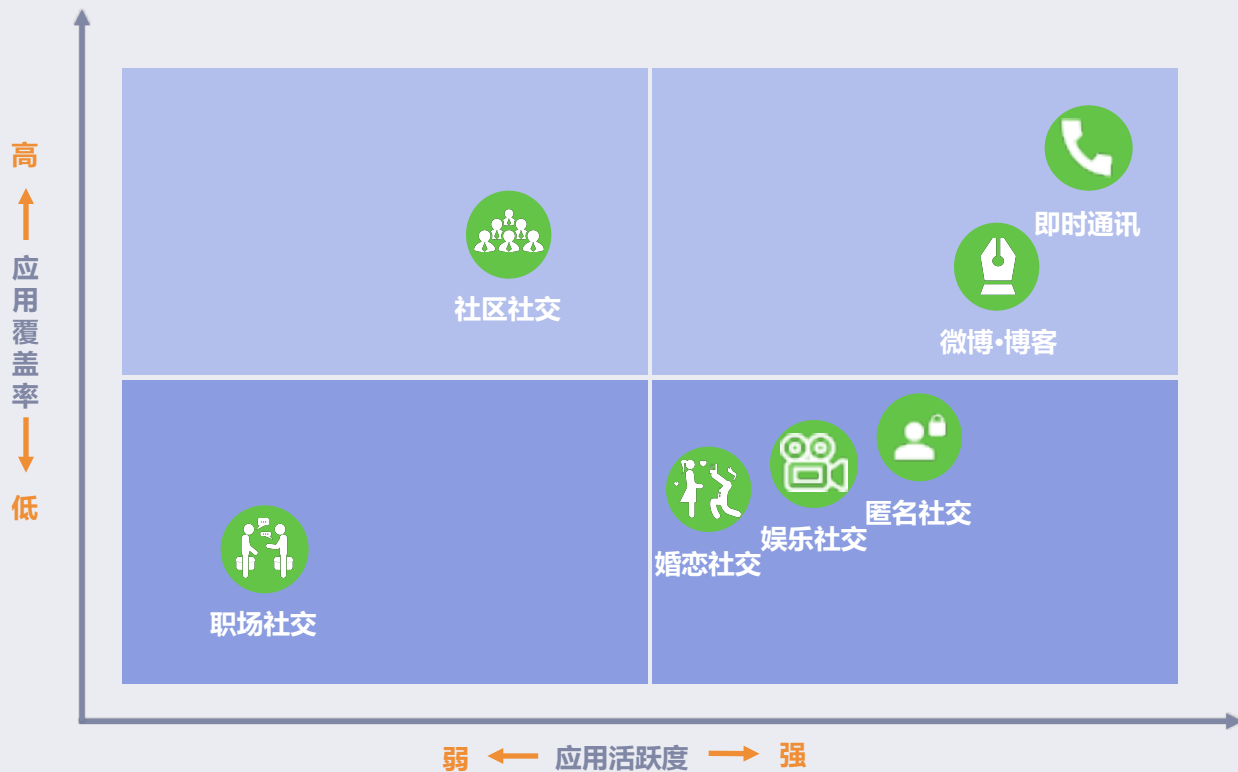 高
应用覆盖率
低
即时通讯
社区社交
微博•博客
匿名社交
娱乐社交
婚恋社交
职场社交
弱
应用活跃度
强